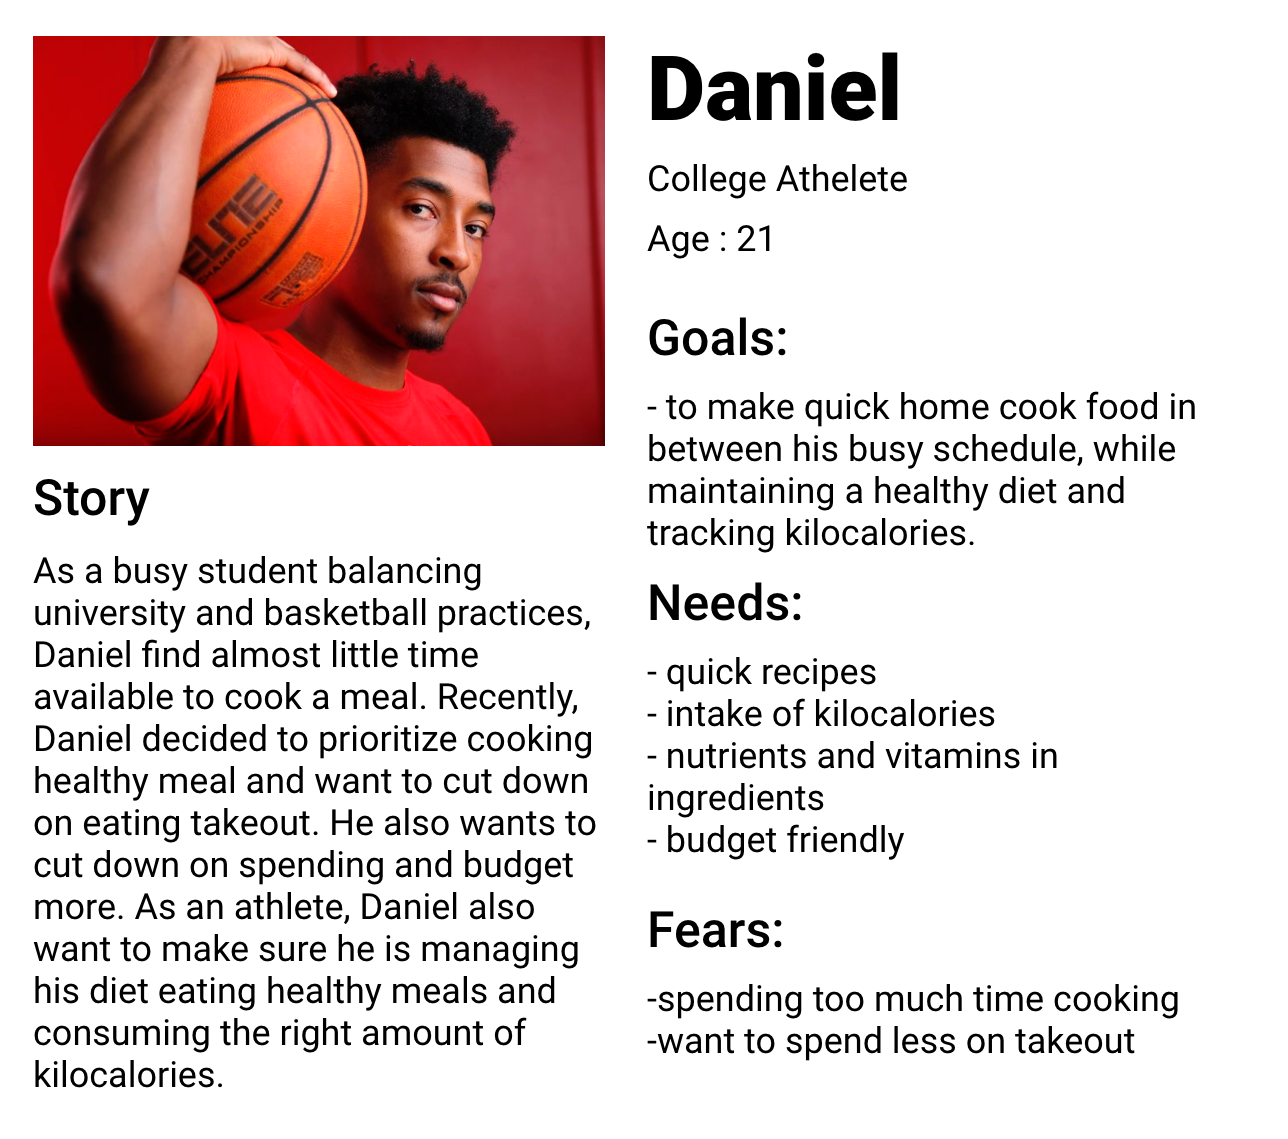 ELITE
CHAMPIONSHIP
Story
As a busy student balancing
university and basketball practices,
Daniel find almost little time
available to cook a meal. Recently,
Daniel decided to prioritize cooking
healthy meal and want to cut down
on eating takeout. He also wants to
cut down on spending and budget
more. As an athlete, Daniel also
want to make sure he is managing
his diet eating healthy meals and
consuming the right amount of
kilocalories.
Daniel
College Athelete
Age : 21
Goals:
- to make quick home cook food in
between his busy schedule, while
maintaining a healthy diet and
tracking kilocalories.
Needs:
- quick recipes
- intake of kilocalories
- nutrients and vitamins in
ingredients
- budget friendly
Fears:
-spending too much time cooking
-want to spend less on takeout